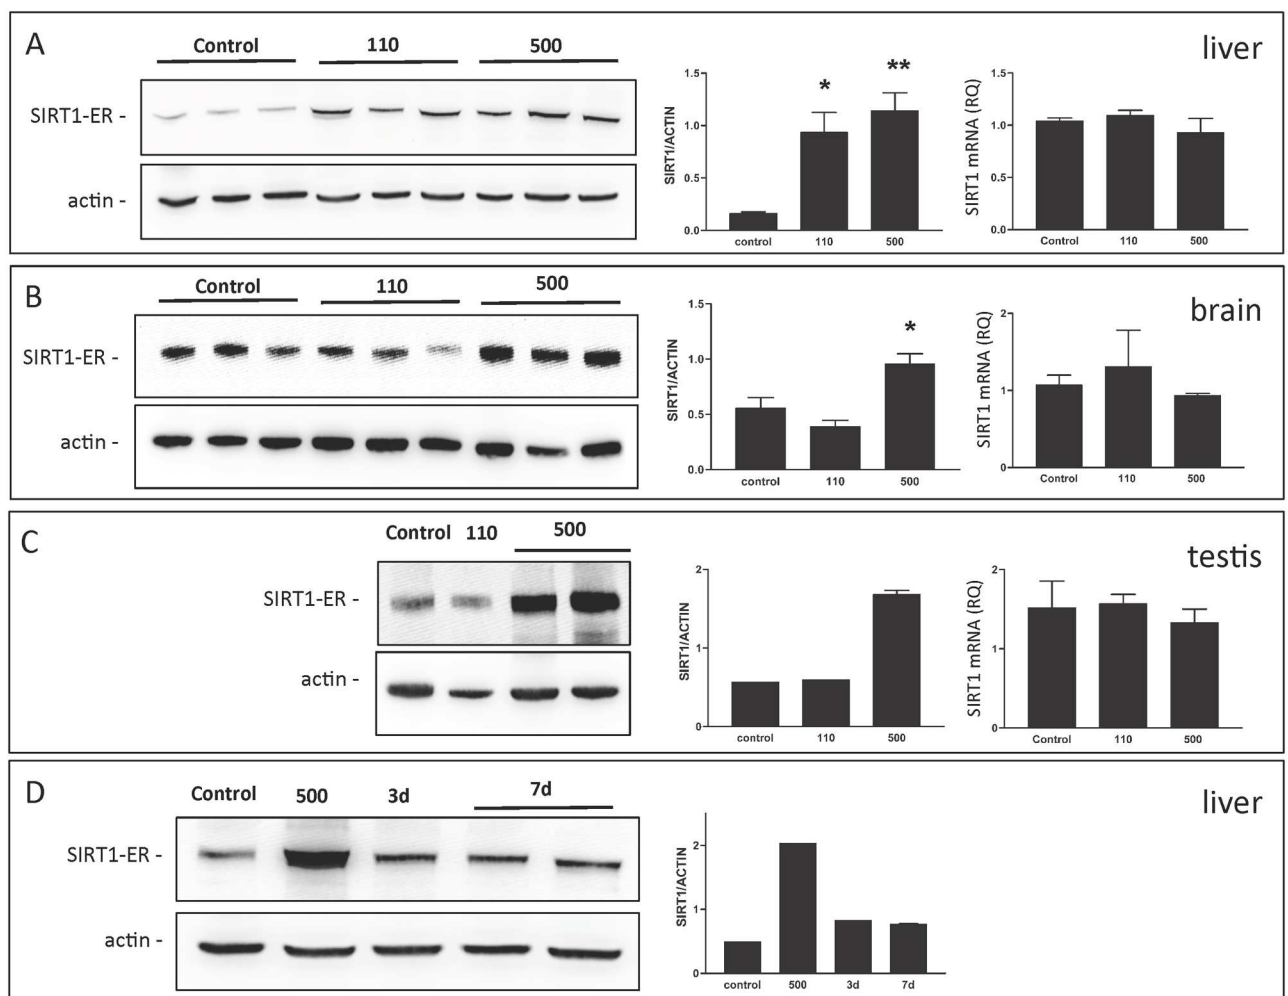 A
Control
110
500
liver
SIRT1-ER -
actin -
SIRT1/ACTIN
1.5
1.0
0.5
0.0
*
**
control
110
500
SIRT1 mRNA (RQ)
1.5
1.0
0.5
0.0
Control
110
500
B
Control
110
500
brain
SIRT1-ER -
actin -
SIRT1/ACTIN
1.5
1.0
0.5
0.0
*
control
110
500
SIRT1 mRNA (RQ)
2
1
0
Control
110
500
C
Control
110
500
testis
SIRT1-ER -
actin -
SIRT1/ACTIN
2
1
0
control
110
500
SIRT1 mRNA (RQ)
2
1
0
Control
110
500
D
Control
500
3d
7d
liver
SIRT1-ER -
actin -
SIRT1/ACTIN
2
1
0
control
500
3d
7d